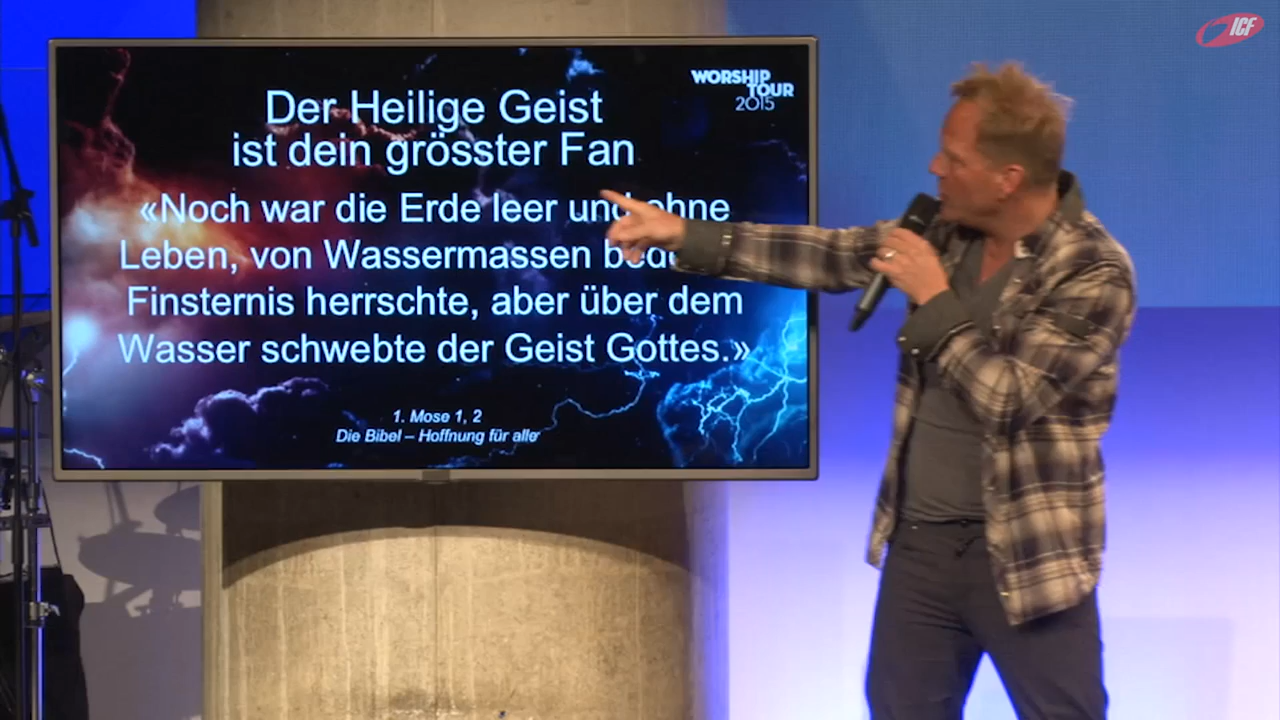 ICF
WORSHIP
TOUR
2015
Der Heilige Geist
ist dein grösster Fan
«Noch war die Erde leer und ohne
Leben, von Wassermassen
Finsternis herrschte, aber über dem
Wasser schwebte der Geist Gottes.»
1. Mose 1, 2
Die Bibel – Hoffnung für alle